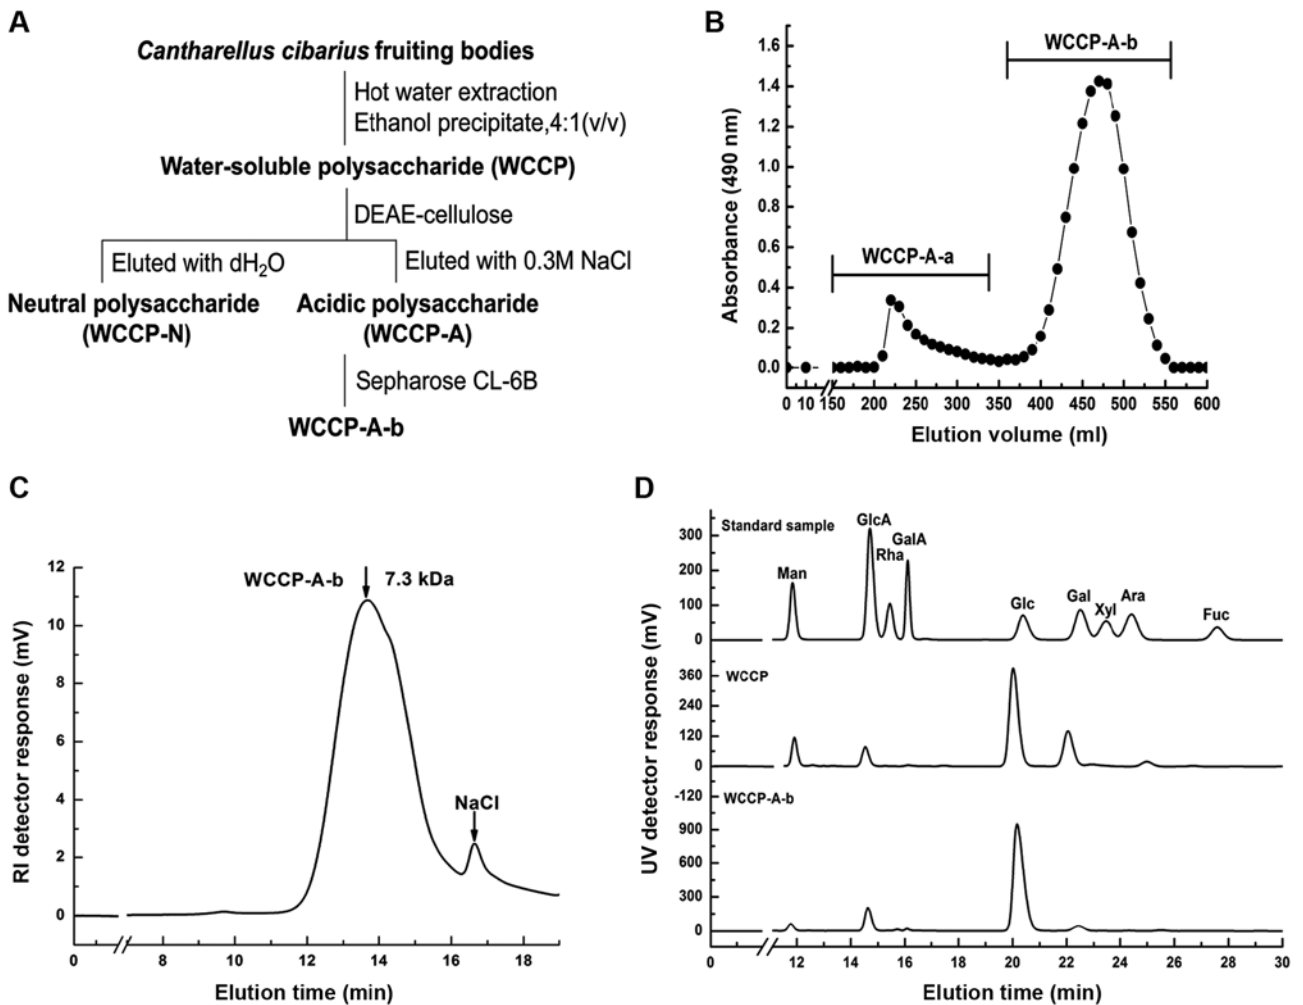 A
Cantharellus cibarius fruiting bodies
Hot water extraction
Ethanol precipitate,4:1(v/v)
Water-soluble polysaccharide (WCCP)
DEAE-cellulose
Eluted with dH₂O
Eluted with 0.3M NaCl
Neutral polysaccharide
(WCCP-N)
Acidic polysaccharide
(WCCP-A)
Sepharose CL-6B
WCCP-A-b
B
Absorbance (490 nm)
1.6
1.4
1.2
1.0
0.8
0.6
0.4
0.2
0.0
WCCP-A-a
WCCP-A-b
0 10 150 200 250 300 350 400 450 500 550 600
Elution volume (ml)
C
RI detector response (mV)
12
10
8
6
4
2
0
WCCP-A-b 7.3 kDa
NaCl
0 8 10 12 14 16 18
Elution time (min)
D
UV detector response (mV)
Standard sample
300
200
100
0
Man
GlcA
Rha
GalA
Glc
Gal
Xyl
Ara
Fuc
WCCP
360
240
120
0
-120
WCCP-A-b
900
600
300
0
0 12 14 16 18 20 22 24 26 28 30
Elution time (min)